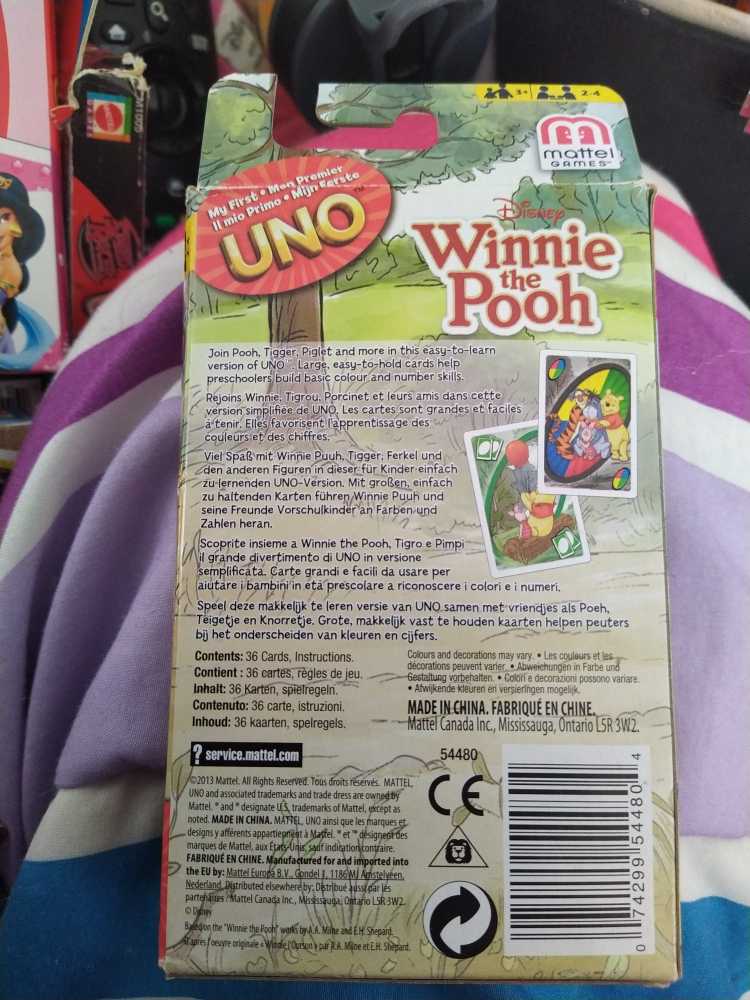 3+
2-4
mattel
GAMES™
My First • Mon Premier
Il mio Primo • Mijn Eerste
UNO™
Disney
Winnie
the
Pooh
Join Pooh, Tigger, Piglet and more in this easy-to-learn
version of UNO™. Large, easy-to-hold cards help
preschoolers build basic colour and number skills.
Rejoins Winnie, Tigrou, Porcinet et leurs amis dans cette
version simplifiée de UNO. Les cartes sont grandes et faciles
à tenir. Elles favorisent l'apprentissage des
couleurs et des chiffres.
Viel Spaß mit Winnie Puuh, Tigger, Ferkel und
den anderen Figuren in dieser für Kinder einfach
zu lernenden UNO-Version. Mit großen, einfach
zu haltenden Karten führen Winnie Puuh und
seine Freunde Vorschulkinder an Farben und
Zahlen heran.
Scoprite insieme a Winnie the Pooh, Tigro e Pimpi
il grande divertimento di UNO in versione
semplificata. Carte grandi e facili da usare per
aiutare i bambini in età prescolare a riconoscere i colori e i numeri.
Speel deze makkelijk te leren versie van UNO samen met vriendjes als Poeh,
Teigetje en Knorretje. Grote, makkelijk vast te houden kaarten helpen peuters
bij het onderscheiden van kleuren en cijfers.
Contents: 36 Cards, Instructions.
Contient : 36 cartes, règles de jeu.
Inhalt: 36 Karten, spielregeln.
Contenuto: 36 carte, istruzioni.
Inhoud: 36 kaarten, spelregels.
Colours and decorations may vary. • Les couleurs et les
décorations peuvent varier. • Abweichungen in Farbe und
Gestaltung vorbehalten. • Colori e decorazioni possono variare.
• Afwijkende kleuren en versieringen mogelijk.
MADE IN CHINA. FABRIQUÉ EN CHINE.
Mattel Canada Inc., Mississauga, Ontario L5R 3W2.
? service.mattel.com
54480
©2013 Mattel. All Rights Reserved. Tous droits réservés. MATTEL,
UNO and associated trademarks and trade dress are owned by
Mattel. ® and ™ designate U.S. trademarks of Mattel, except as
noted. MADE IN CHINA. MATTEL, UNO ainsi que les marques et
designs y afférents appartiennent à Mattel. ® et ™ désignent des
marques de Mattel, aux États-Unis, sauf indication contraire.
FABRIQUÉ EN CHINE. Manufactured for and imported into
the EU by: Mattel Europa B.V., Gondel 1, 1186 MJ Amstelveen,
Nederland. Distributed elsewhere by: Distribué aussi par les
partenaires : Mattel Canada Inc., Mississauga, Ontario L5R 3W2.
© Disney
Based on the "Winnie the Pooh" works by A.A. Milne and E.H. Shepard.
D'après l'oeuvre originale « Winnie l'Ourson » par A.A. Milne et E.H. Shepard.
CE
0 74299 54480 4